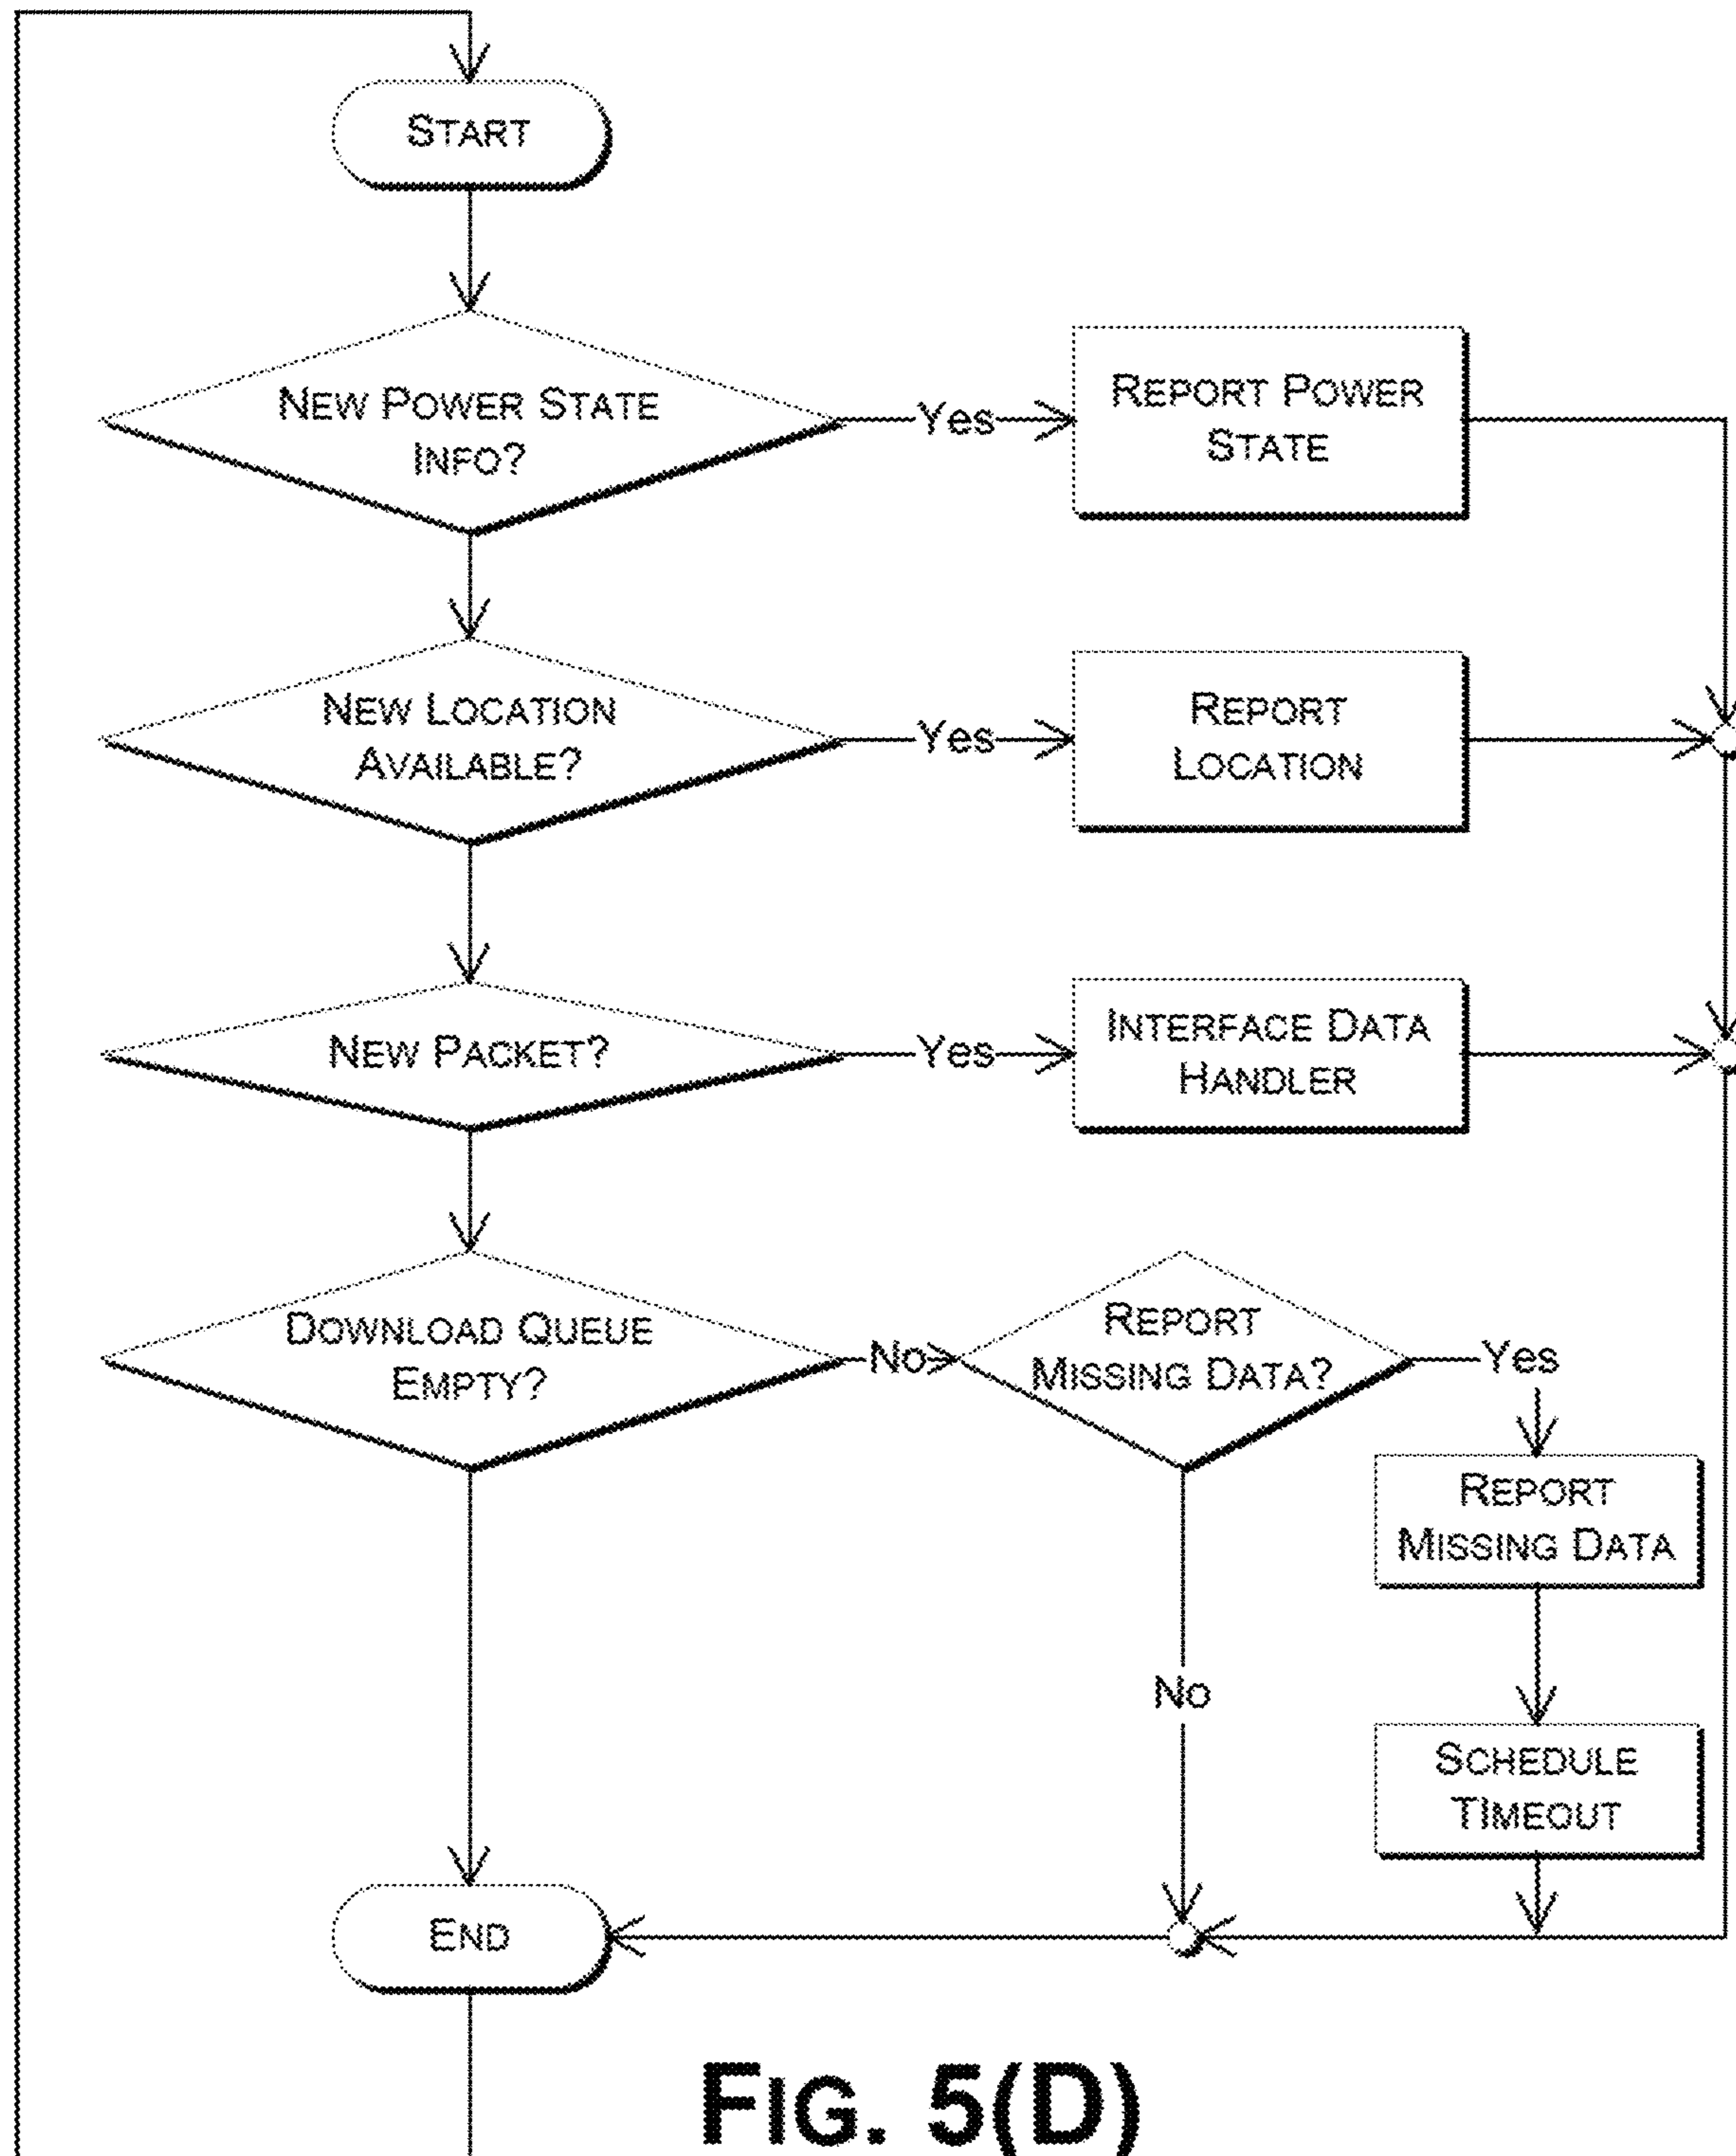 START
NEW POWER STATE
INFO?
Yes
REPORT POWER
STATE
NEW LOCATION
AVAILABLE?
Yes
REPORT
LOCATION
NEW PACKET?
Yes
INTERFACE DATA
HANDLER
DOWNLOAD QUEUE
EMPTY?
No
REPORT
MISSING DATA?
Yes
REPORT
MISSING DATA
No
SCHEDULE
TIMEOUT
END
FIG. 5(D)